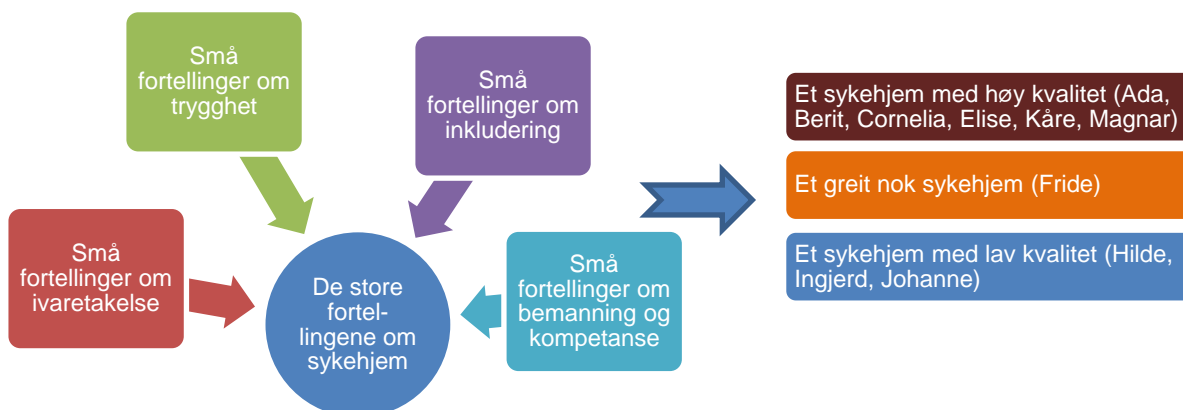 Små
fortellinger om
trygghet
Små
fortellinger om
inkludering
Små
fortellinger om
ivaretakelse
De store
fortel-
lingene om
sykehjem
Små
fortellinger om
bemanning og
kompetanse
Et sykehjem med høy kvalitet (Ada,
Berit, Cornelia, Elise, Kåre, Magnar)
Et greit nok sykehjem (Fride)
Et sykehjem med lav kvalitet (Hilde,
Ingjerd, Johanne)